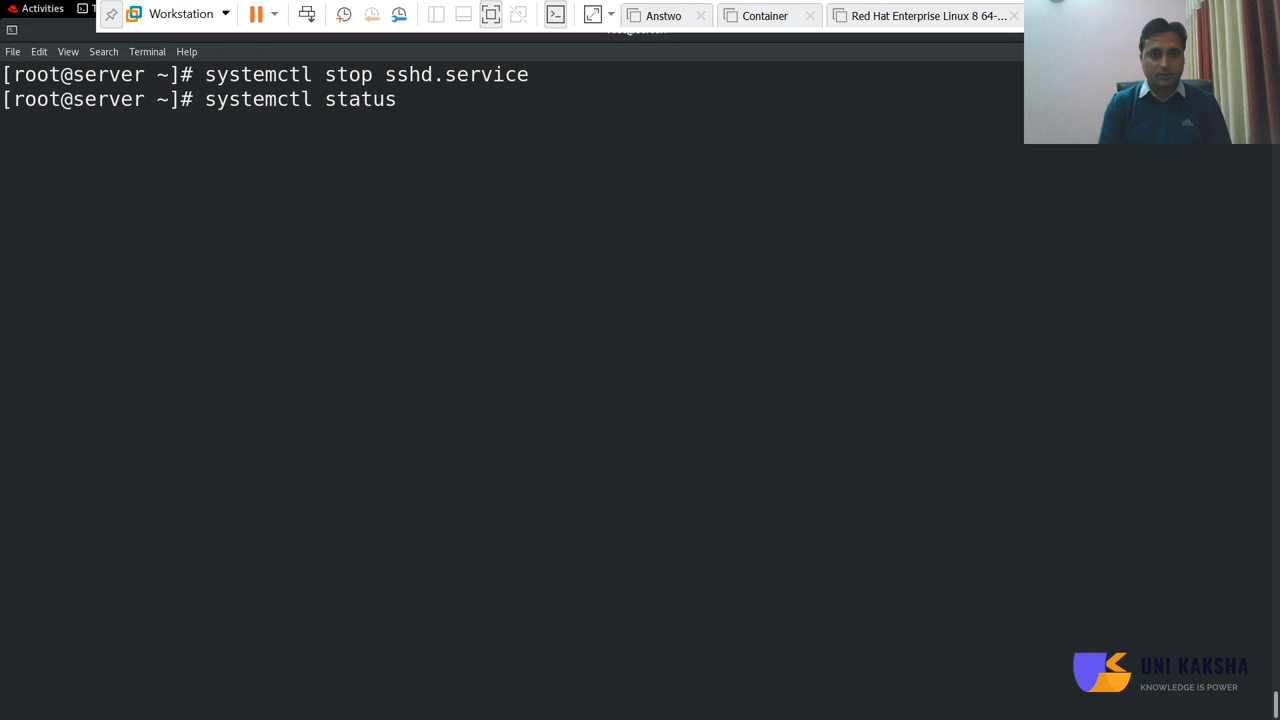 Activities
Workstation
Anstwo
Container
Red Hat Enterprise Linux 8 64-...
File Edit View Search Terminal Help
[root@server ~]# systemctl stop sshd.service
[root@server ~]# systemctl status
UNI KAKSHA
KNOWLEDGE IS POWER